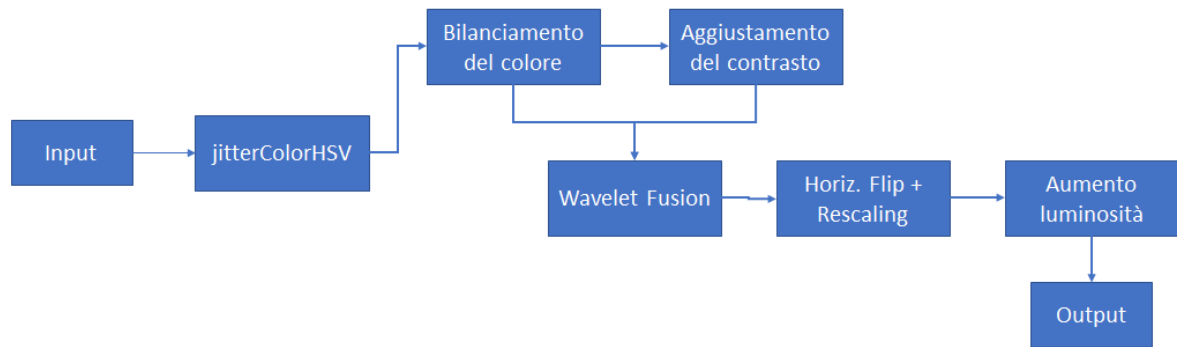 Input
jitterColorHSV
Bilanciamento
del colore
Aggiustamento
del contrasto
Wavelet Fusion
Horiz. Flip +
Rescaling
Aumento
luminosità
Output